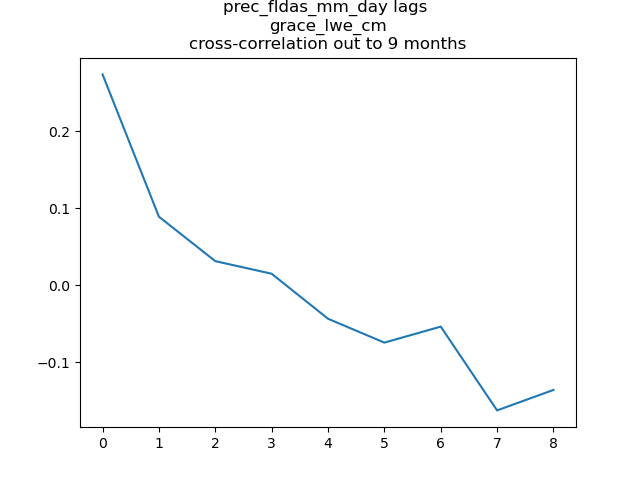 prec_fldas_mm_day lags
grace_lwe_cm
cross-correlation out to 9 months
0.2
0.1
0.0
−0.1
0 1 2 3 4 5 6 7 8